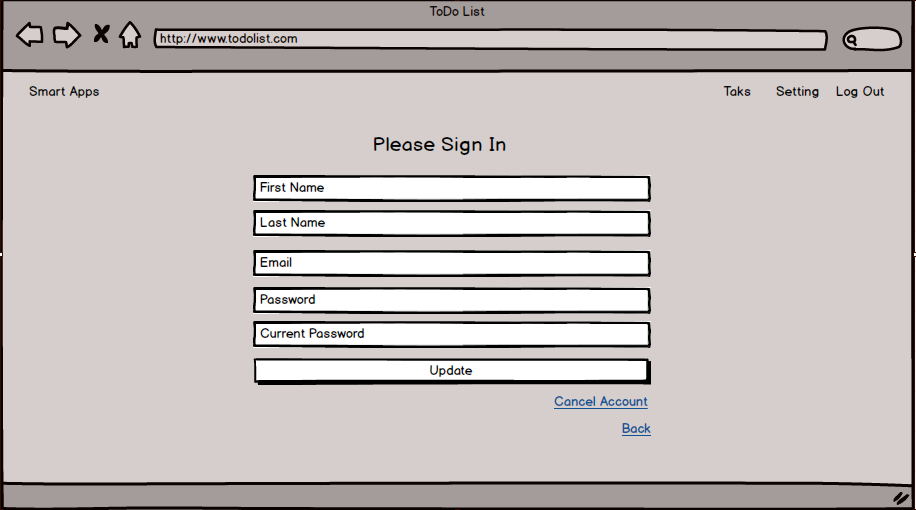 ToDo List
http://www.todolist.com
Smart Apps Taks Setting Log Out
Please Sign In
First Name
Last Name
Email
Password
Current Password
Update
Cancel Account
Back